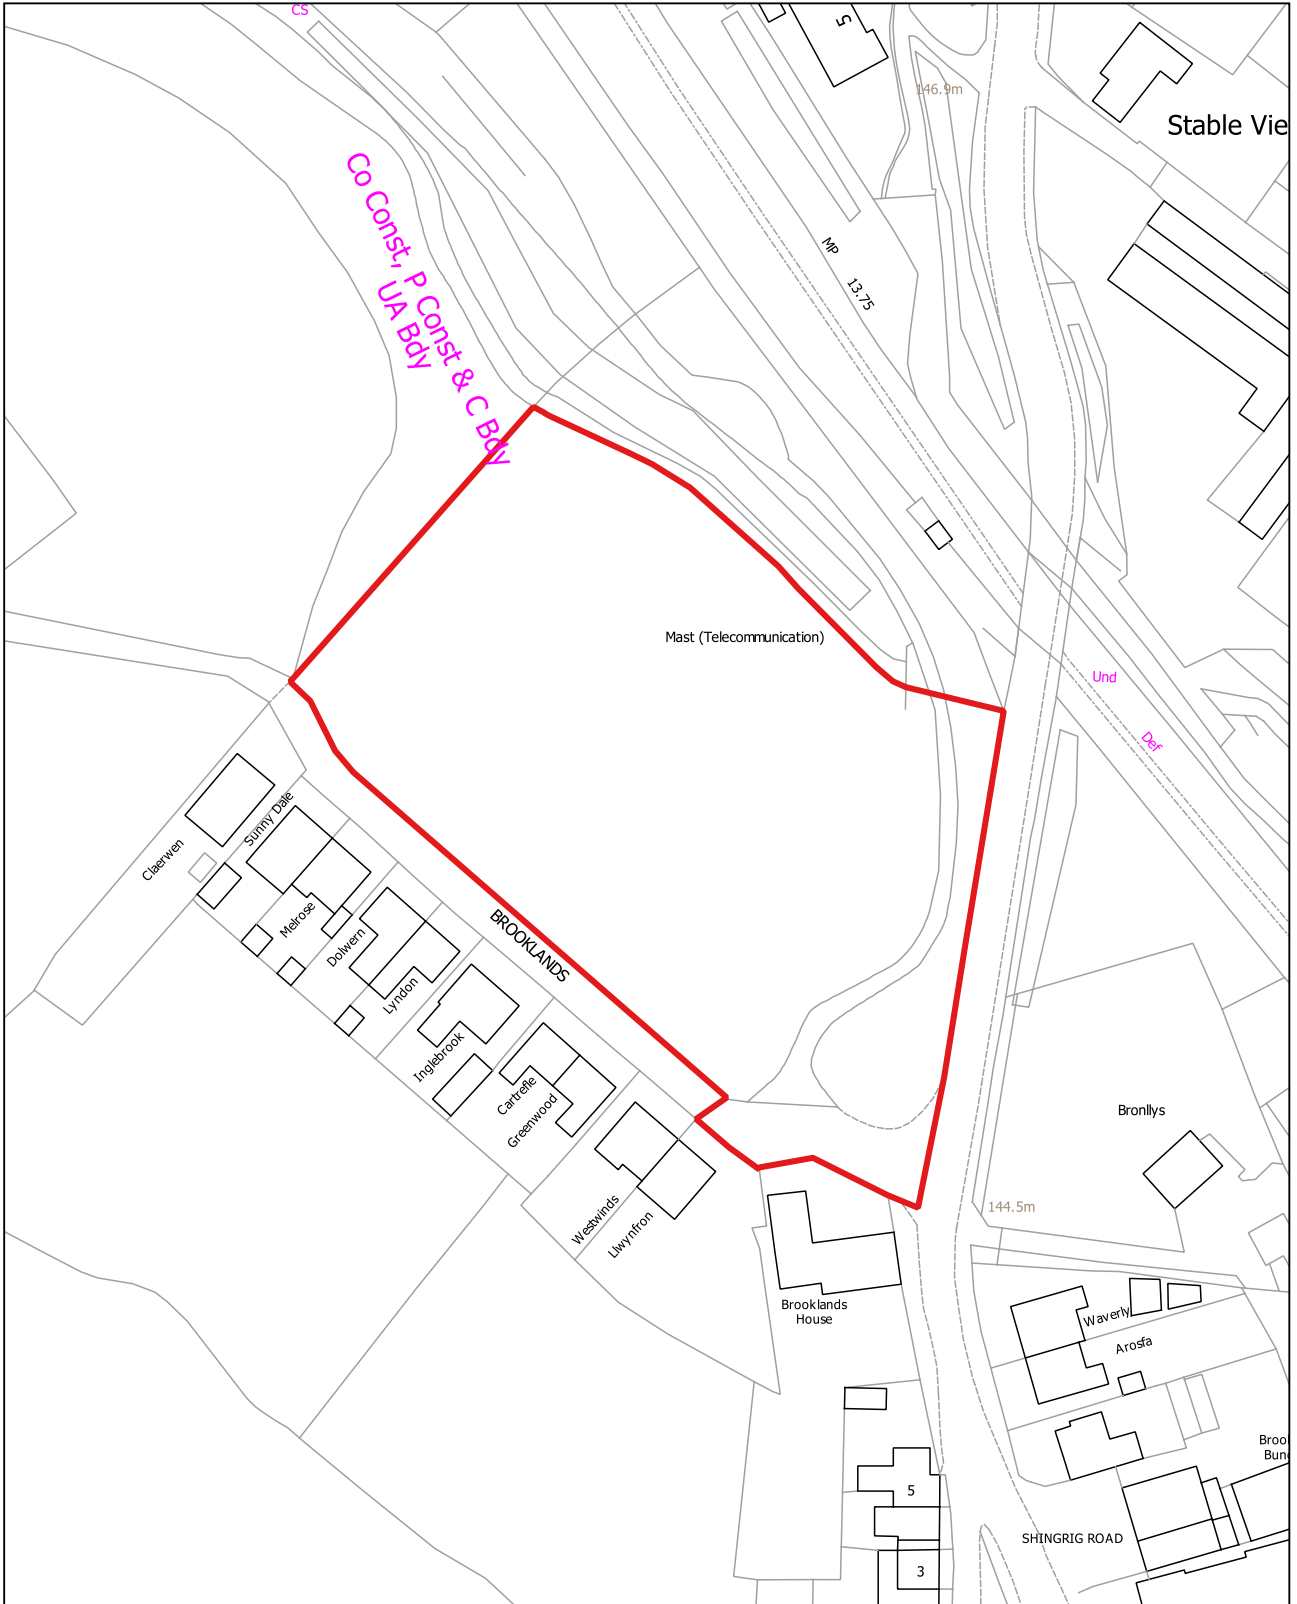 CS
5
146.9m
Stable Vie
Co Const, P Const & C Bdy
UA Bdy
MP
13.75
Mast (Telecommunication)
Und
Def
Sunny Dale
Claerwen
Melrose
Dolwern
BROOKLANDS
Lyndon
Inglebrook
Cartrefle
Greenwood
Bronllys
Westwinds
Llwynfron
144.5m
Brooklands
House
Waverly
Arosfa
Brool
Bung
5
SHINGRIG ROAD
3